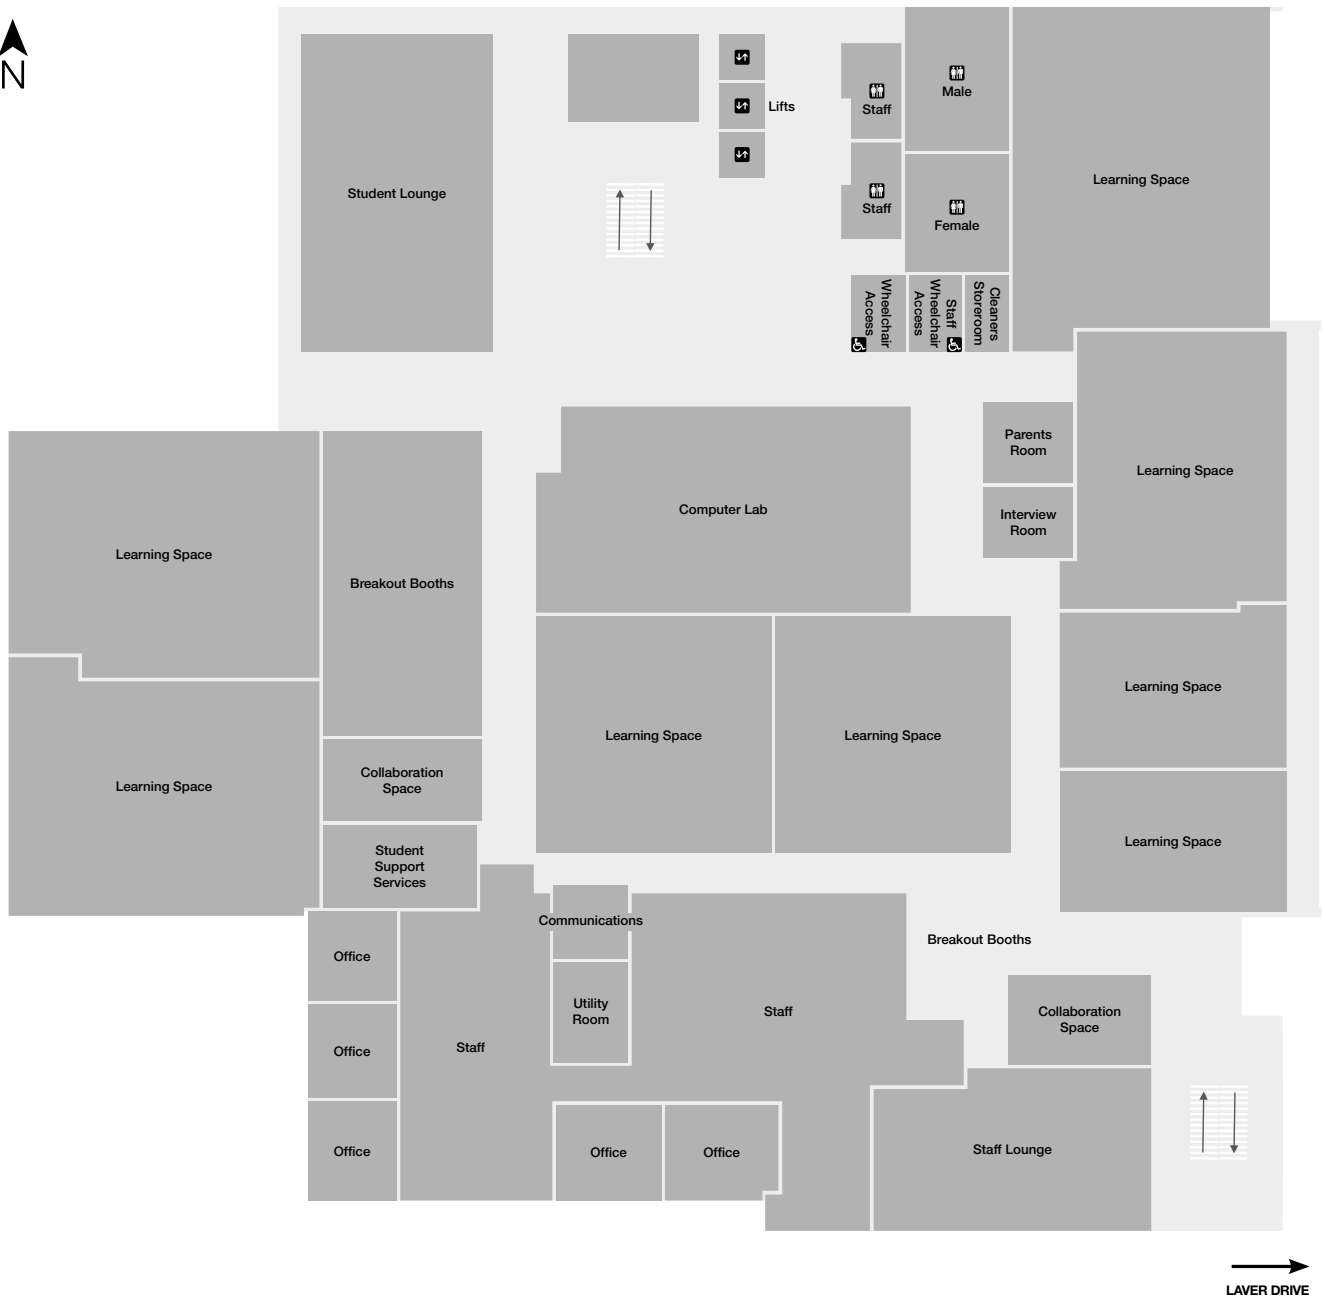 N
Lifts
Staff
Male
Student Lounge
Learning Space
Staff
Female
Wheelchair
Access
Staff
Wheelchair
Access
Cleaners
Storeroom
Parents
Room
Learning Space
Interview
Room
Computer Lab
Learning Space
Breakout Booths
Learning Space
Learning Space
Learning Space
Learning Space
Collaboration
Space
Learning Space
Student
Support
Services
Communications
Breakout Booths
Office
Utility
Room
Staff
Collaboration
Space
Office
Staff
Office
Office
Office
Staff Lounge
LAVER DRIVE